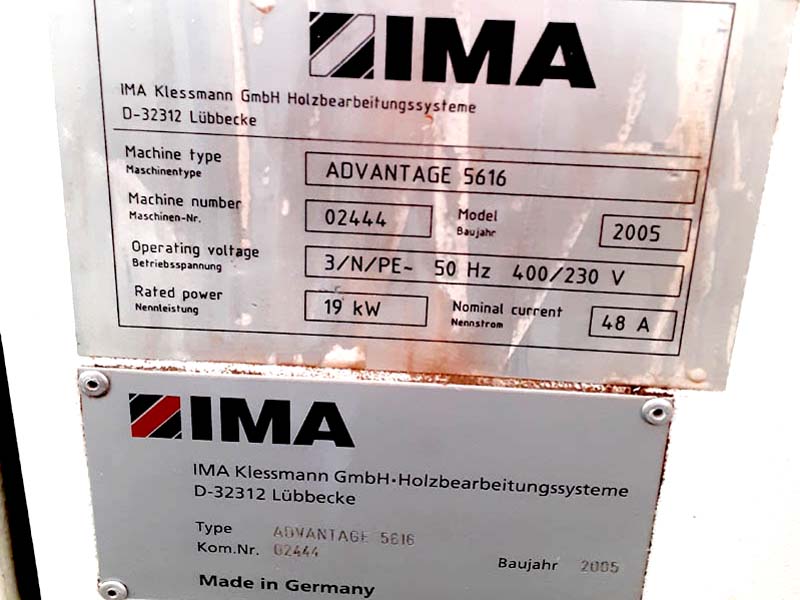 IMA
IMA Klessmann GmbH Holzbearbeitungssysteme
D-32312 Lübbecke
Machine type
Maschinentype
ADVANTAGE 5616
Machine number
Maschinen-Nr.
02444
Model
Baujahr
2005
Operating voltage
Betriebsspannung
3/N/PE~ 50 Hz 400/230 V
Rated power
Nennleistung
19 kW
Nominal current
Nennstrom
48 A
IMA
IMA Klessmann GmbH·Holzbearbeitungssysteme
D-32312 Lübbecke
Type ADVANTAGE 5616
Kom.Nr. 02444
Baujahr 2005
Made in Germany